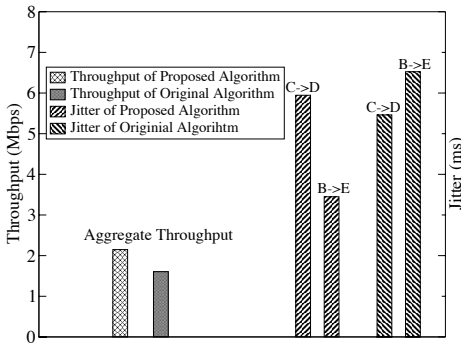 8
7
6
5
4
3
2
1
0
Throughput (Mbps)
Throughput of Proposed Algorithm
Throughput of Original Algorithm
Jitter of Proposed Algorithm
Jitter of Originial Algorihtm
Aggregate Throughput
C->D
B->E
C->D
B->E
Jitter (ms)